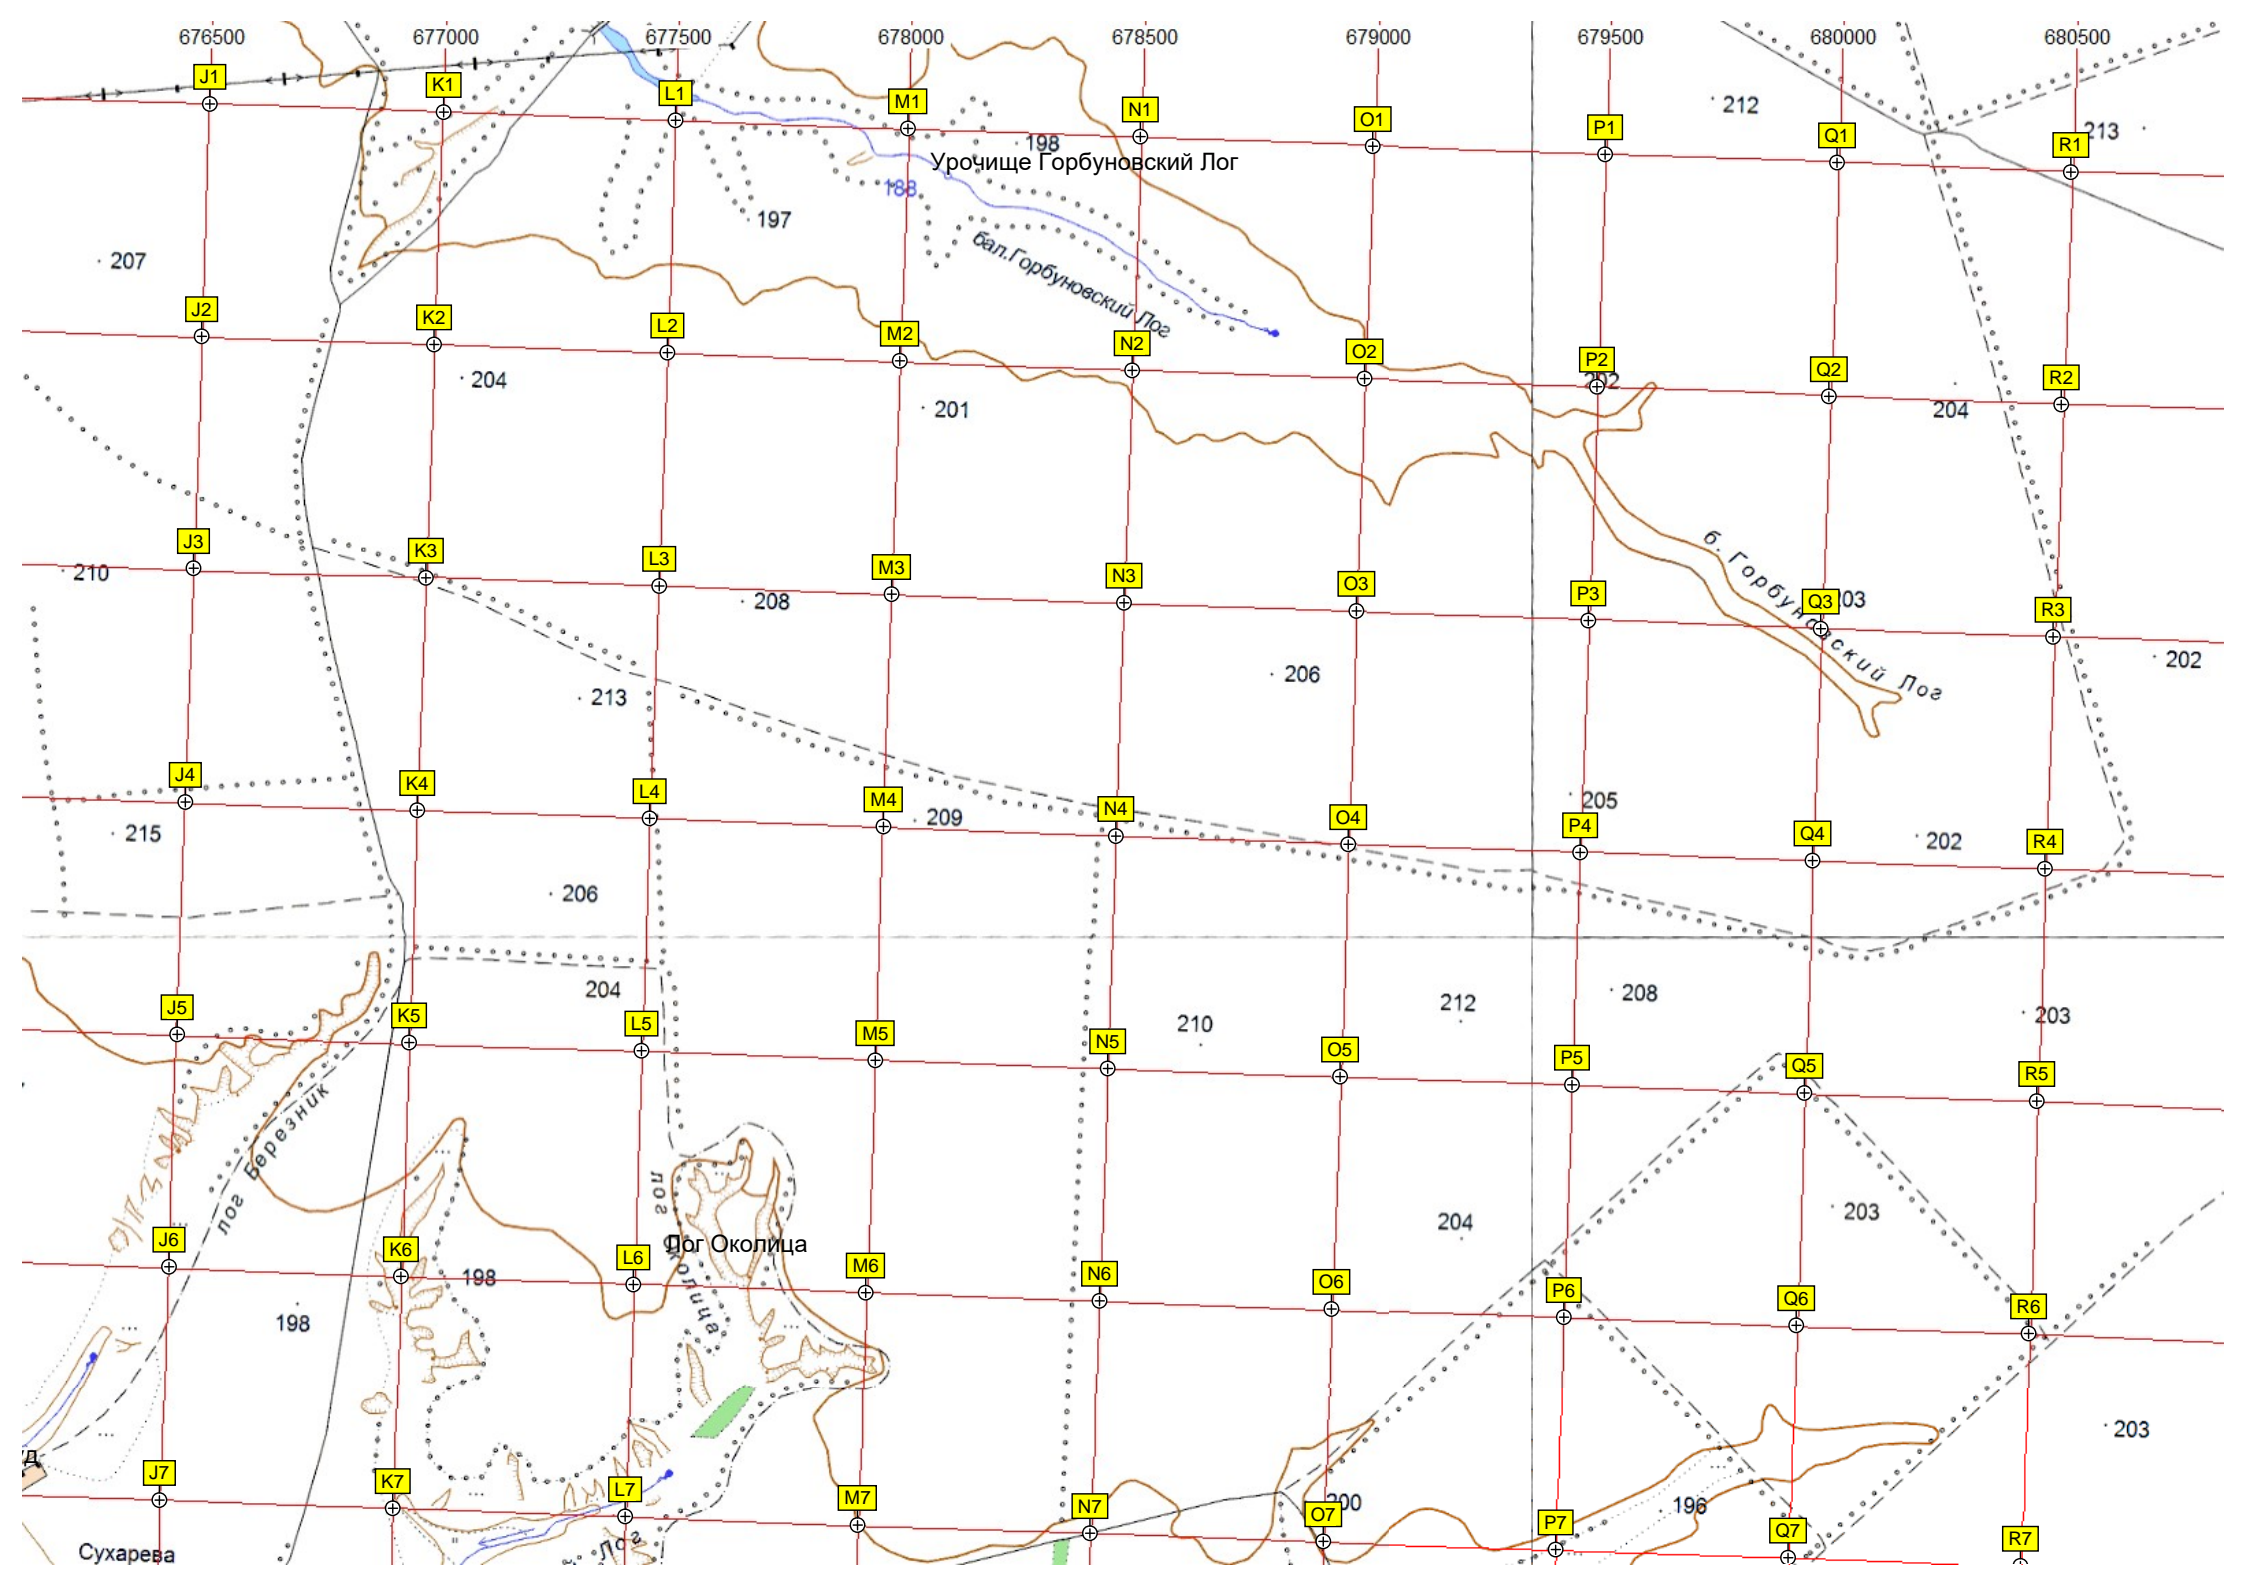 676500 677000 677500 678000 678500 679000 679500 680000 680500
J1 K1 L1 M1 N1 O1 P1 Q1 R1
212 213
198
Урочище Горбуновский Лог
188
197
бал.Горбуновский Лог
207
J2 K2 L2 M2 N2 O2 P2 Q2 R2
204 201 202 204
J3 K3 L3 M3 N3 O3 P3 Q3 R3
б. Горбуновский Лог
210 208 203
213 206 202
J4 K4 L4 M4 N4 O4 P4 Q4 R4
215 209 205 202
206
204 212 208
210 203
J5 K5 L5 M5 N5 O5 P5 Q5 R5
лог Березник
лог Околица
Лог Околица
204 203
J6 K6 L6 M6 N6 O6 P6 Q6 R6
198
198
203
J7 K7 L7 M7 N7 O7 P7 Q7 R7
200 196
Сухарева
Лог